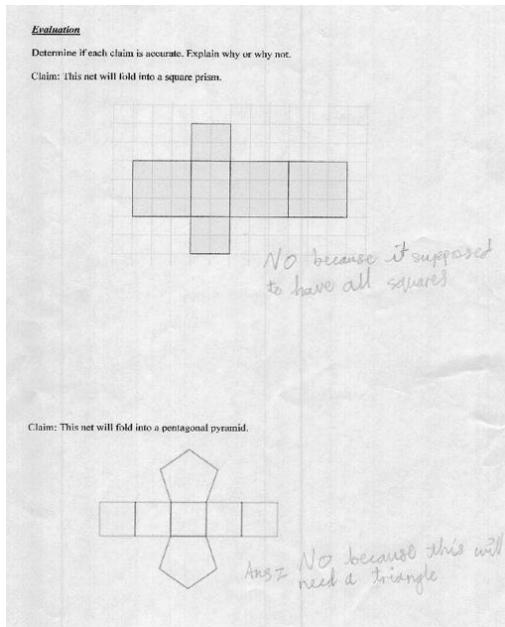 Evaluation
Determine if each claim is accurate. Explain why or why not.
Claim: This net will fold into a square prism.
No because it supposed
to have all squares
Claim: This net will fold into a pentagonal pyramid.
Ans: No because this will
need a triangle